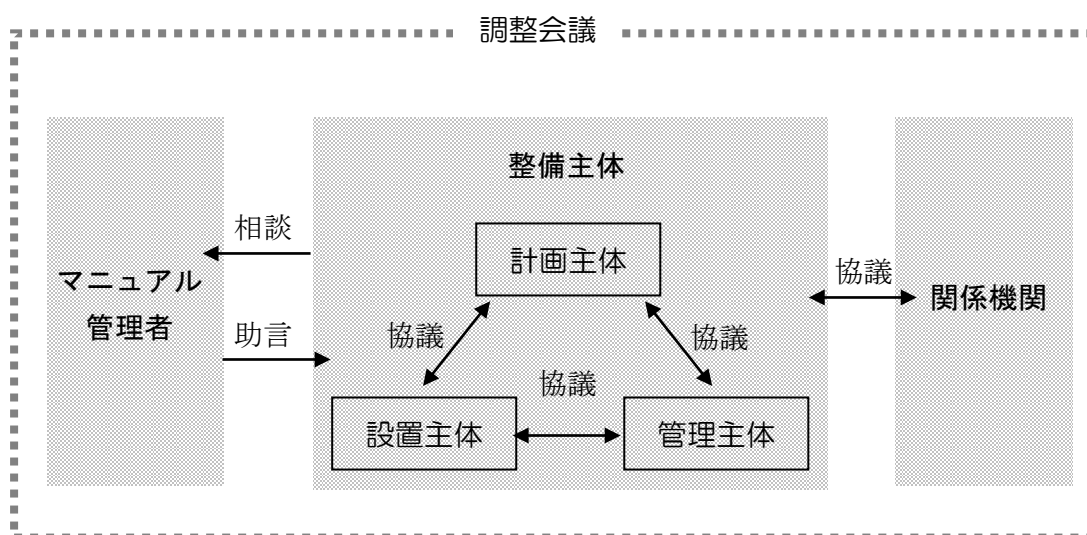 調整会議
整備主体
相談
計画主体
協議
マニュアル
管理者
関係機関
助言
協議
協議
協議
設置主体
管理主体